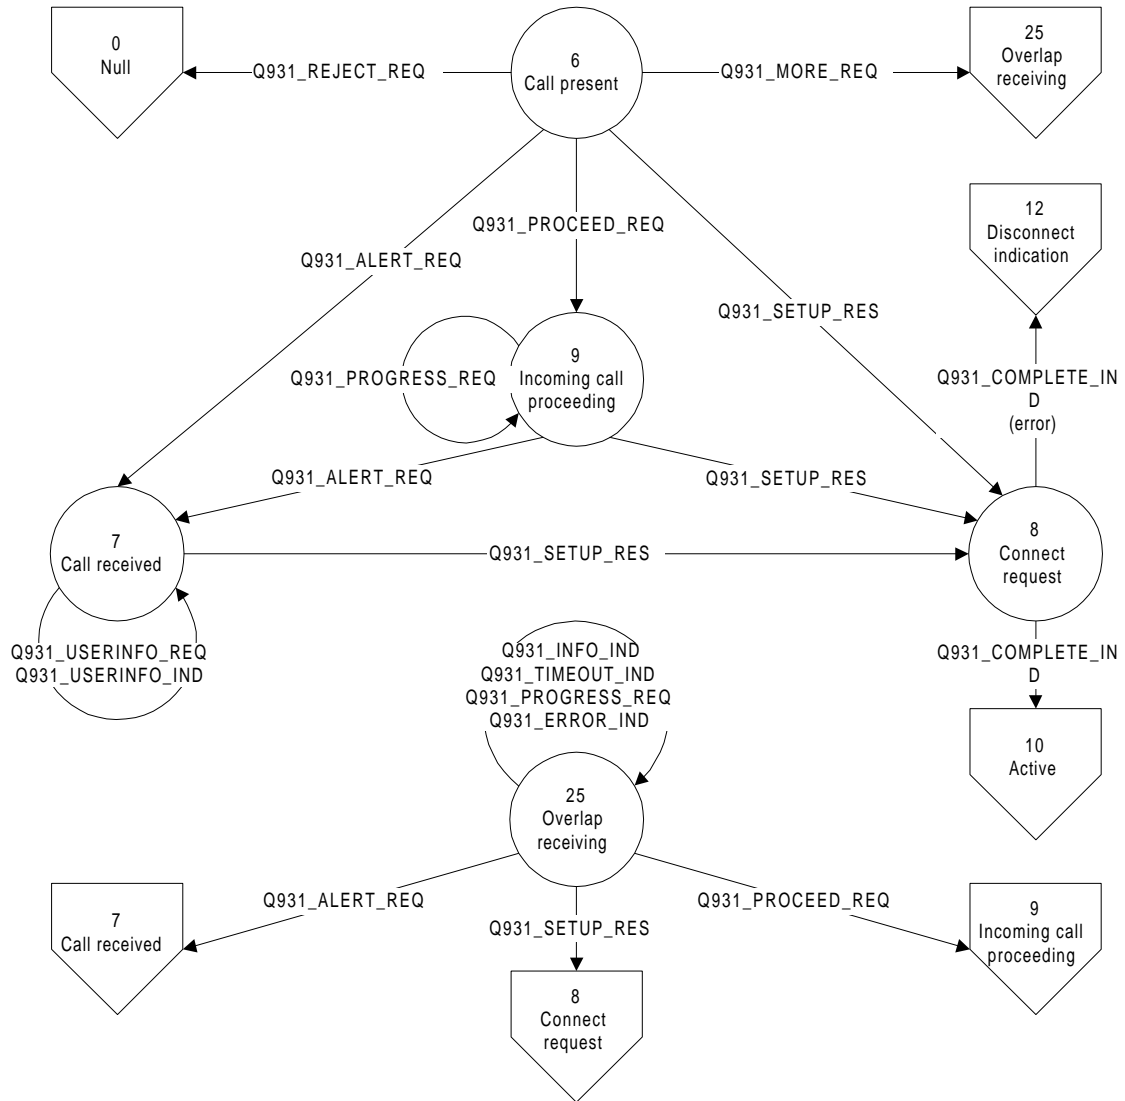 0
Null
Q931_REJECT_REQ
6
Call present
Q931_MORE_REQ
25
Overlap
receiving
Q931_PROCEED_REQ
Q931_ALERT_REQ
12
Disconnect
indication
Q931_SETUP_RES
Q931_PROGRESS_REQ
9
Incoming call
proceeding
Q931_COMPLETE_IN
D
(error)
Q931_ALERT_REQ
Q931_SETUP_RES
7
Call received
Q931_SETUP_RES
8
Connect
request
Q931_USERINFO_REQ
Q931_USERINFO_IND
Q931_INFO_IND
Q931_TIMEOUT_IND
Q931_PROGRESS_REQ
Q931_ERROR_IND
Q931_COMPLETE_IN
D
10
Active
25
Overlap
receiving
Q931_ALERT_REQ
Q931_SETUP_RES
Q931_PROCEED_REQ
7
Call received
8
Connect
request
9
Incoming call
proceeding